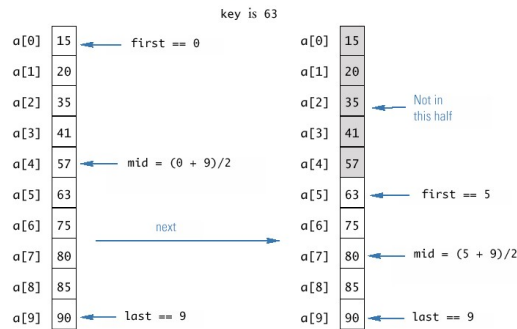 key is 63
a[0] 15 first == 0
a[1] 20
a[2] 35
a[3] 41
a[4] 57 mid = (0 + 9)/2
a[5] 63
a[6] 75
next
a[7] 80
a[8] 85
a[9] 90 last == 9
a[0] 15
a[1] 20
a[2] 35 Not in
this half
a[3] 41
a[4] 57
a[5] 63 first == 5
a[6] 75
a[7] 80 mid = (5 + 9)/2
a[8] 85
a[9] 90 last == 9